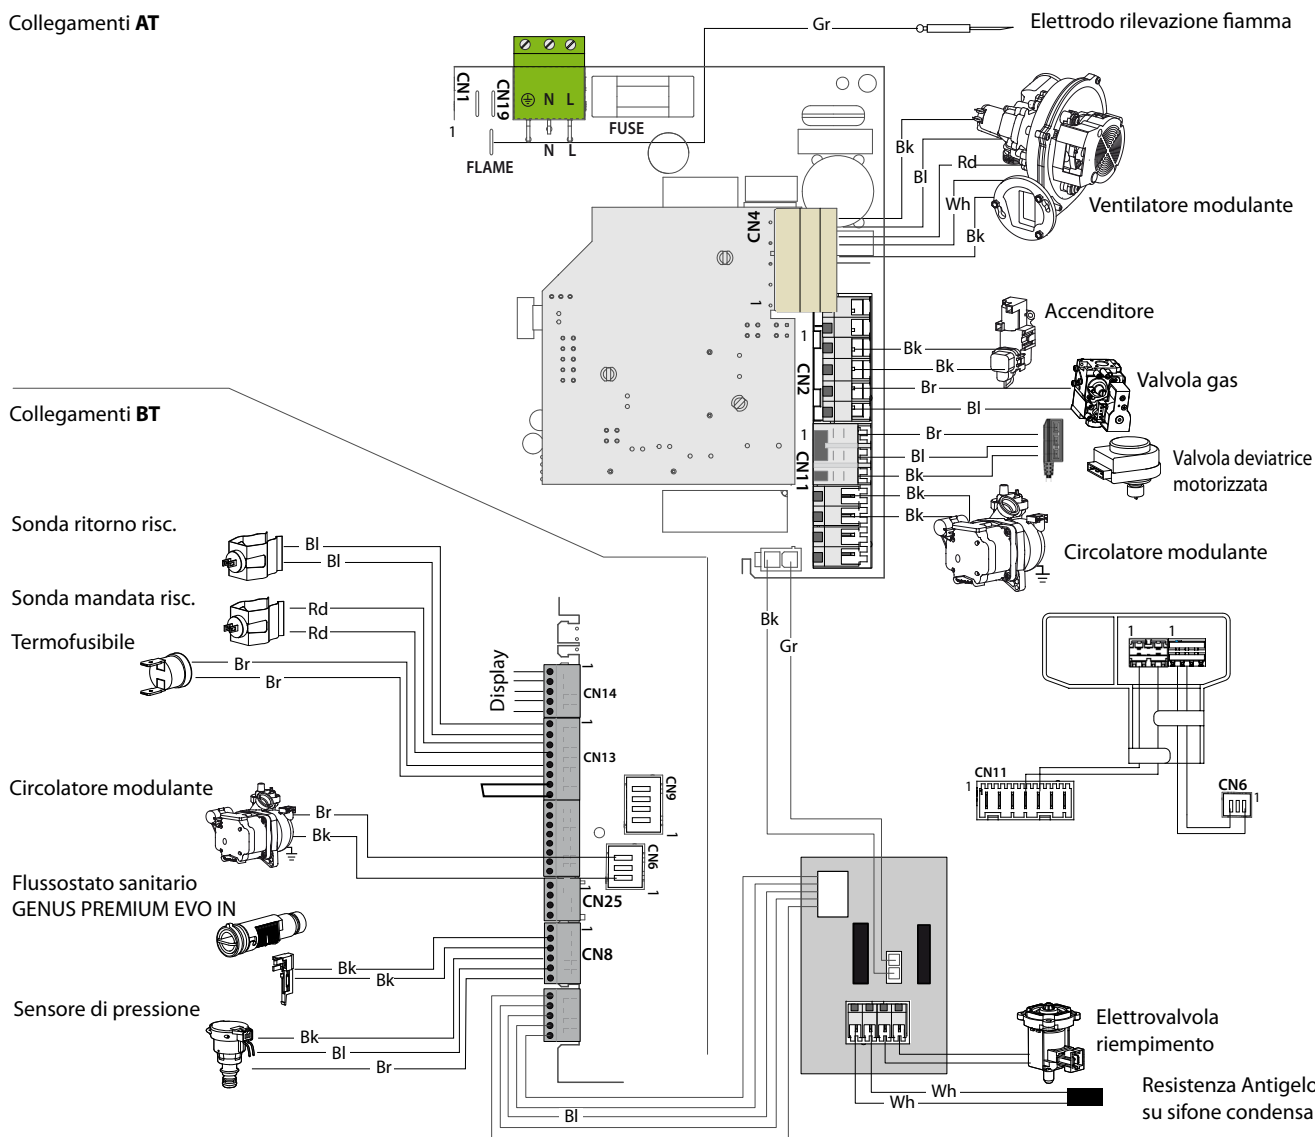 Collegamenti AT
Gr
Elettrodo rilevazione fiamma
CN1
CN19
N L
1
FUSE
FLAME
N L
Bk
Bl
Rd
Wh
Bk
Ventilatore modulante
CN4
1
Accenditore
1
CN2
Bk
Bk
Br
Bl
Valvola gas
Collegamenti BT
1
CN11
Br
Bl
Bk
Valvola deviatrice
motorizzata
Bk
Bk
Circolatore modulante
Sonda ritorno risc.
Bl
Bl
Sonda mandata risc.
Rd
Rd
Termofusibile
Br
Br
Bk
Gr
1 1
Display
1
CN14
1
CN13
CN11
1
CN6
1
Circolatore modulante
Br
Bk
CN9
1
CN6
1
Flussostato sanitario
GENUS PREMIUM EVO IN
1
CN25
1
CN8
Bk
Bk
Sensore di pressione
Bk
Bl
Br
Bl
Elettrovalvola
riempimento
Wh
Wh
Resistenza Antigelo
su sifone condensa